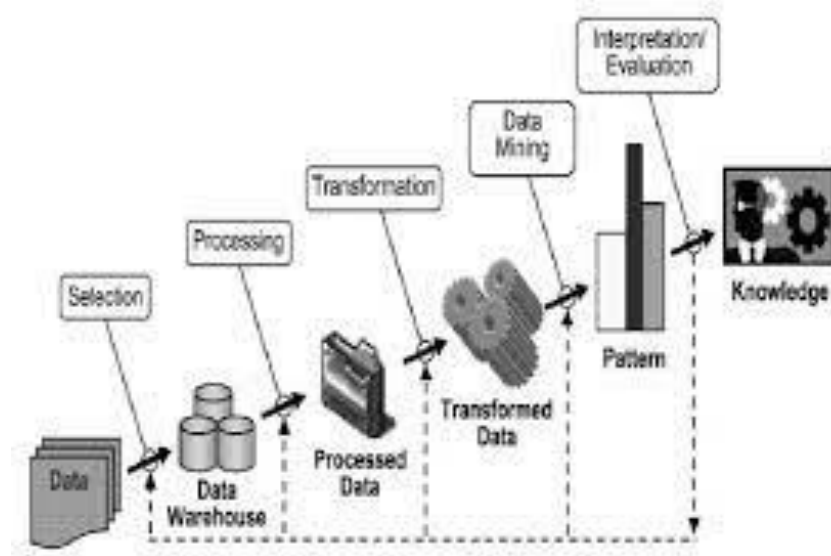 Interpretation/
Evaluation
Data
Mining
Transformation
Processing
Selection
Knowledge
Pattern
Transformed
Data
Processed
Data
Data
Warehouse
Data